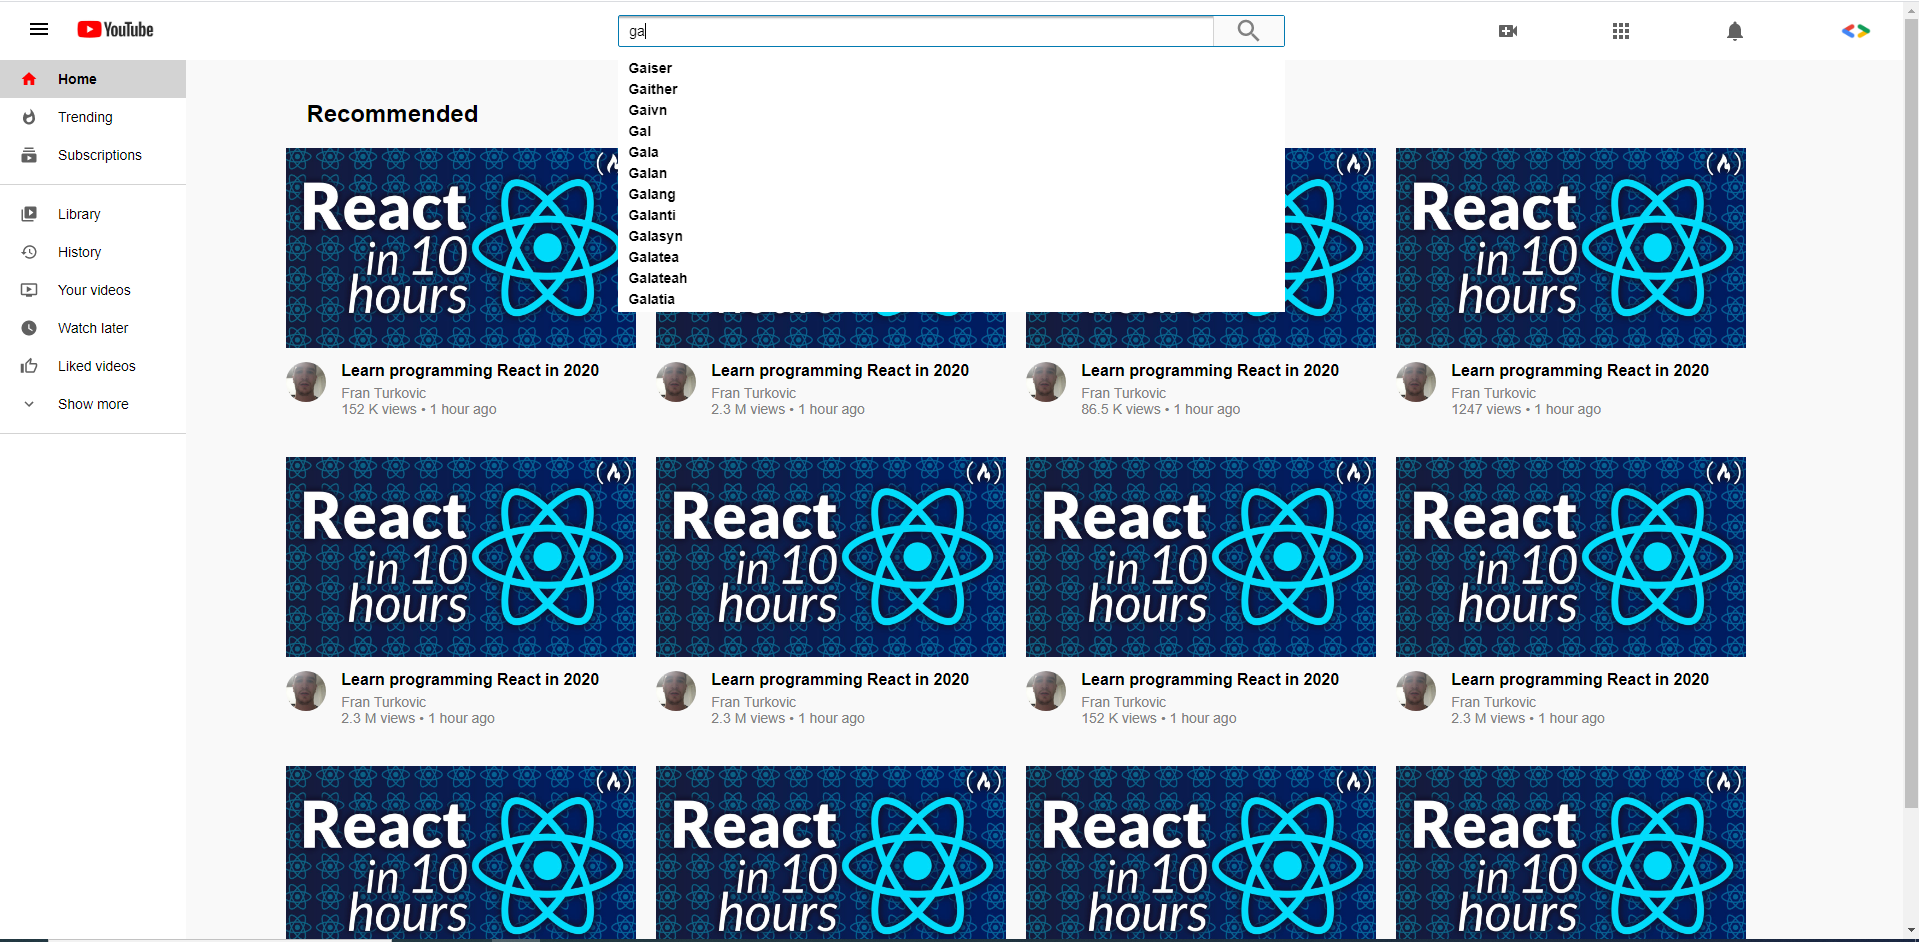 YouTube
ga
Gaiser
Gaither
Gaivn
Gal
Gala
Galan
Galang
Galanti
Galasyn
Galatea
Galateah
Galatia
Home
Trending
Subscriptions
Library
History
Your videos
Watch later
Liked videos
Show more
Recommended
React
in 10
hours
hours
hours
React
in 10
hours
Learn programming React in 2020
Fran Turkovic
152 K views • 1 hour ago
Learn programming React in 2020
Fran Turkovic
2.3 M views • 1 hour ago
Learn programming React in 2020
Fran Turkovic
86.5 K views • 1 hour ago
Learn programming React in 2020
Fran Turkovic
1247 views • 1 hour ago
React
in 10
hours
React
in 10
hours
React
in 10
hours
React
in 10
hours
Learn programming React in 2020
Fran Turkovic
2.3 M views • 1 hour ago
Learn programming React in 2020
Fran Turkovic
2.3 M views • 1 hour ago
Learn programming React in 2020
Fran Turkovic
152 K views • 1 hour ago
Learn programming React in 2020
Fran Turkovic
2.3 M views • 1 hour ago
React
in 10
hours
React
in 10
hours
React
in 10
hours
React
in 10
hours